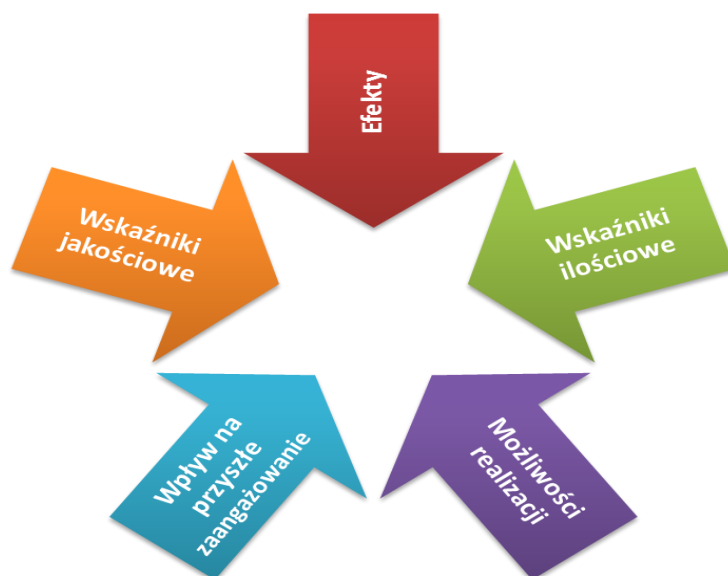 Efekty
Wskaźniki
jakościowe
Wskaźniki
ilościowe
Wpływ na
przyszłe
zaangażowanie
Możliwości
realizacji